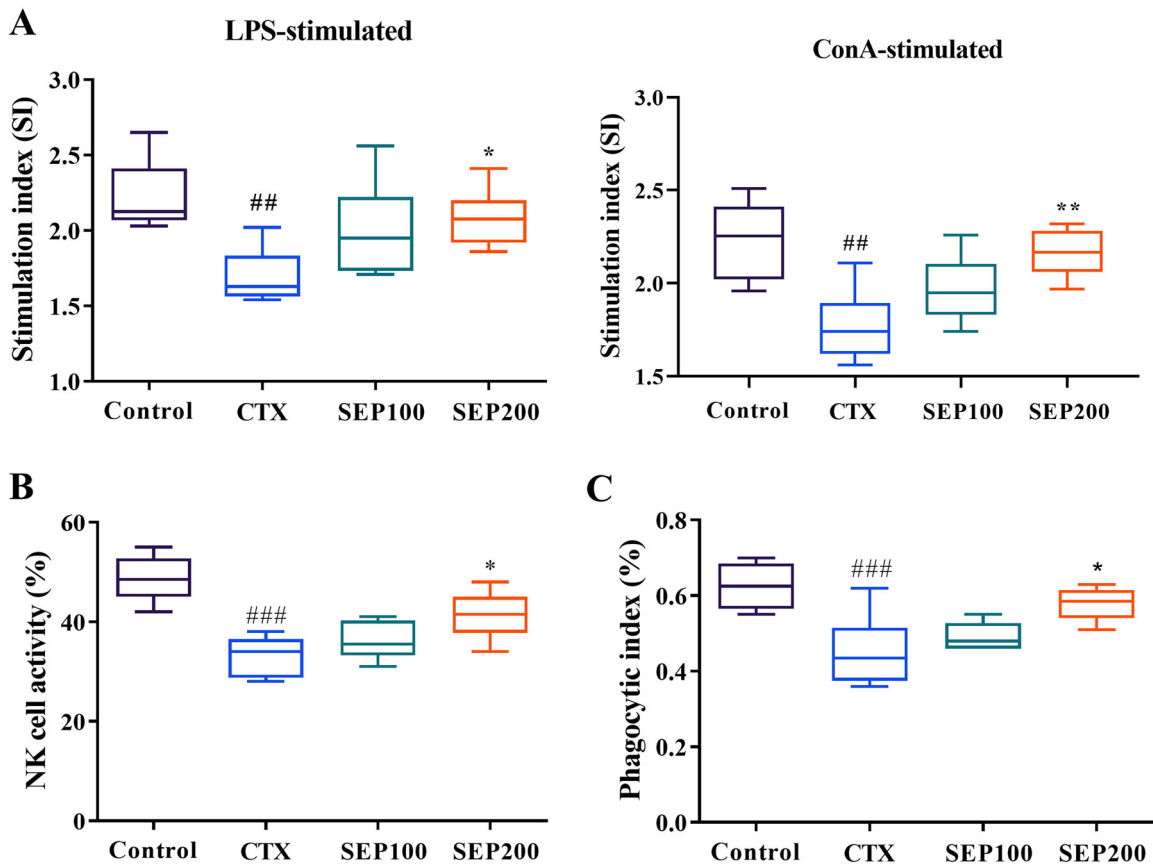 A
LPS-stimulated
Stimulation index (SI)
3.0
2.5
2.0
1.5
1.0
##
*
Control
CTX
SEP100
SEP200
ConA-stimulated
Stimulation index (SI)
3.0
2.5
2.0
1.5
##
**
Control
CTX
SEP100
SEP200
B
NK cell activity (%)
60
40
20
0
###
*
Control
CTX
SEP100
SEP200
C
Phagocytic index (%)
0.8
0.6
0.4
0.2
0.0
###
*
Control
CTX
SEP100
SEP200